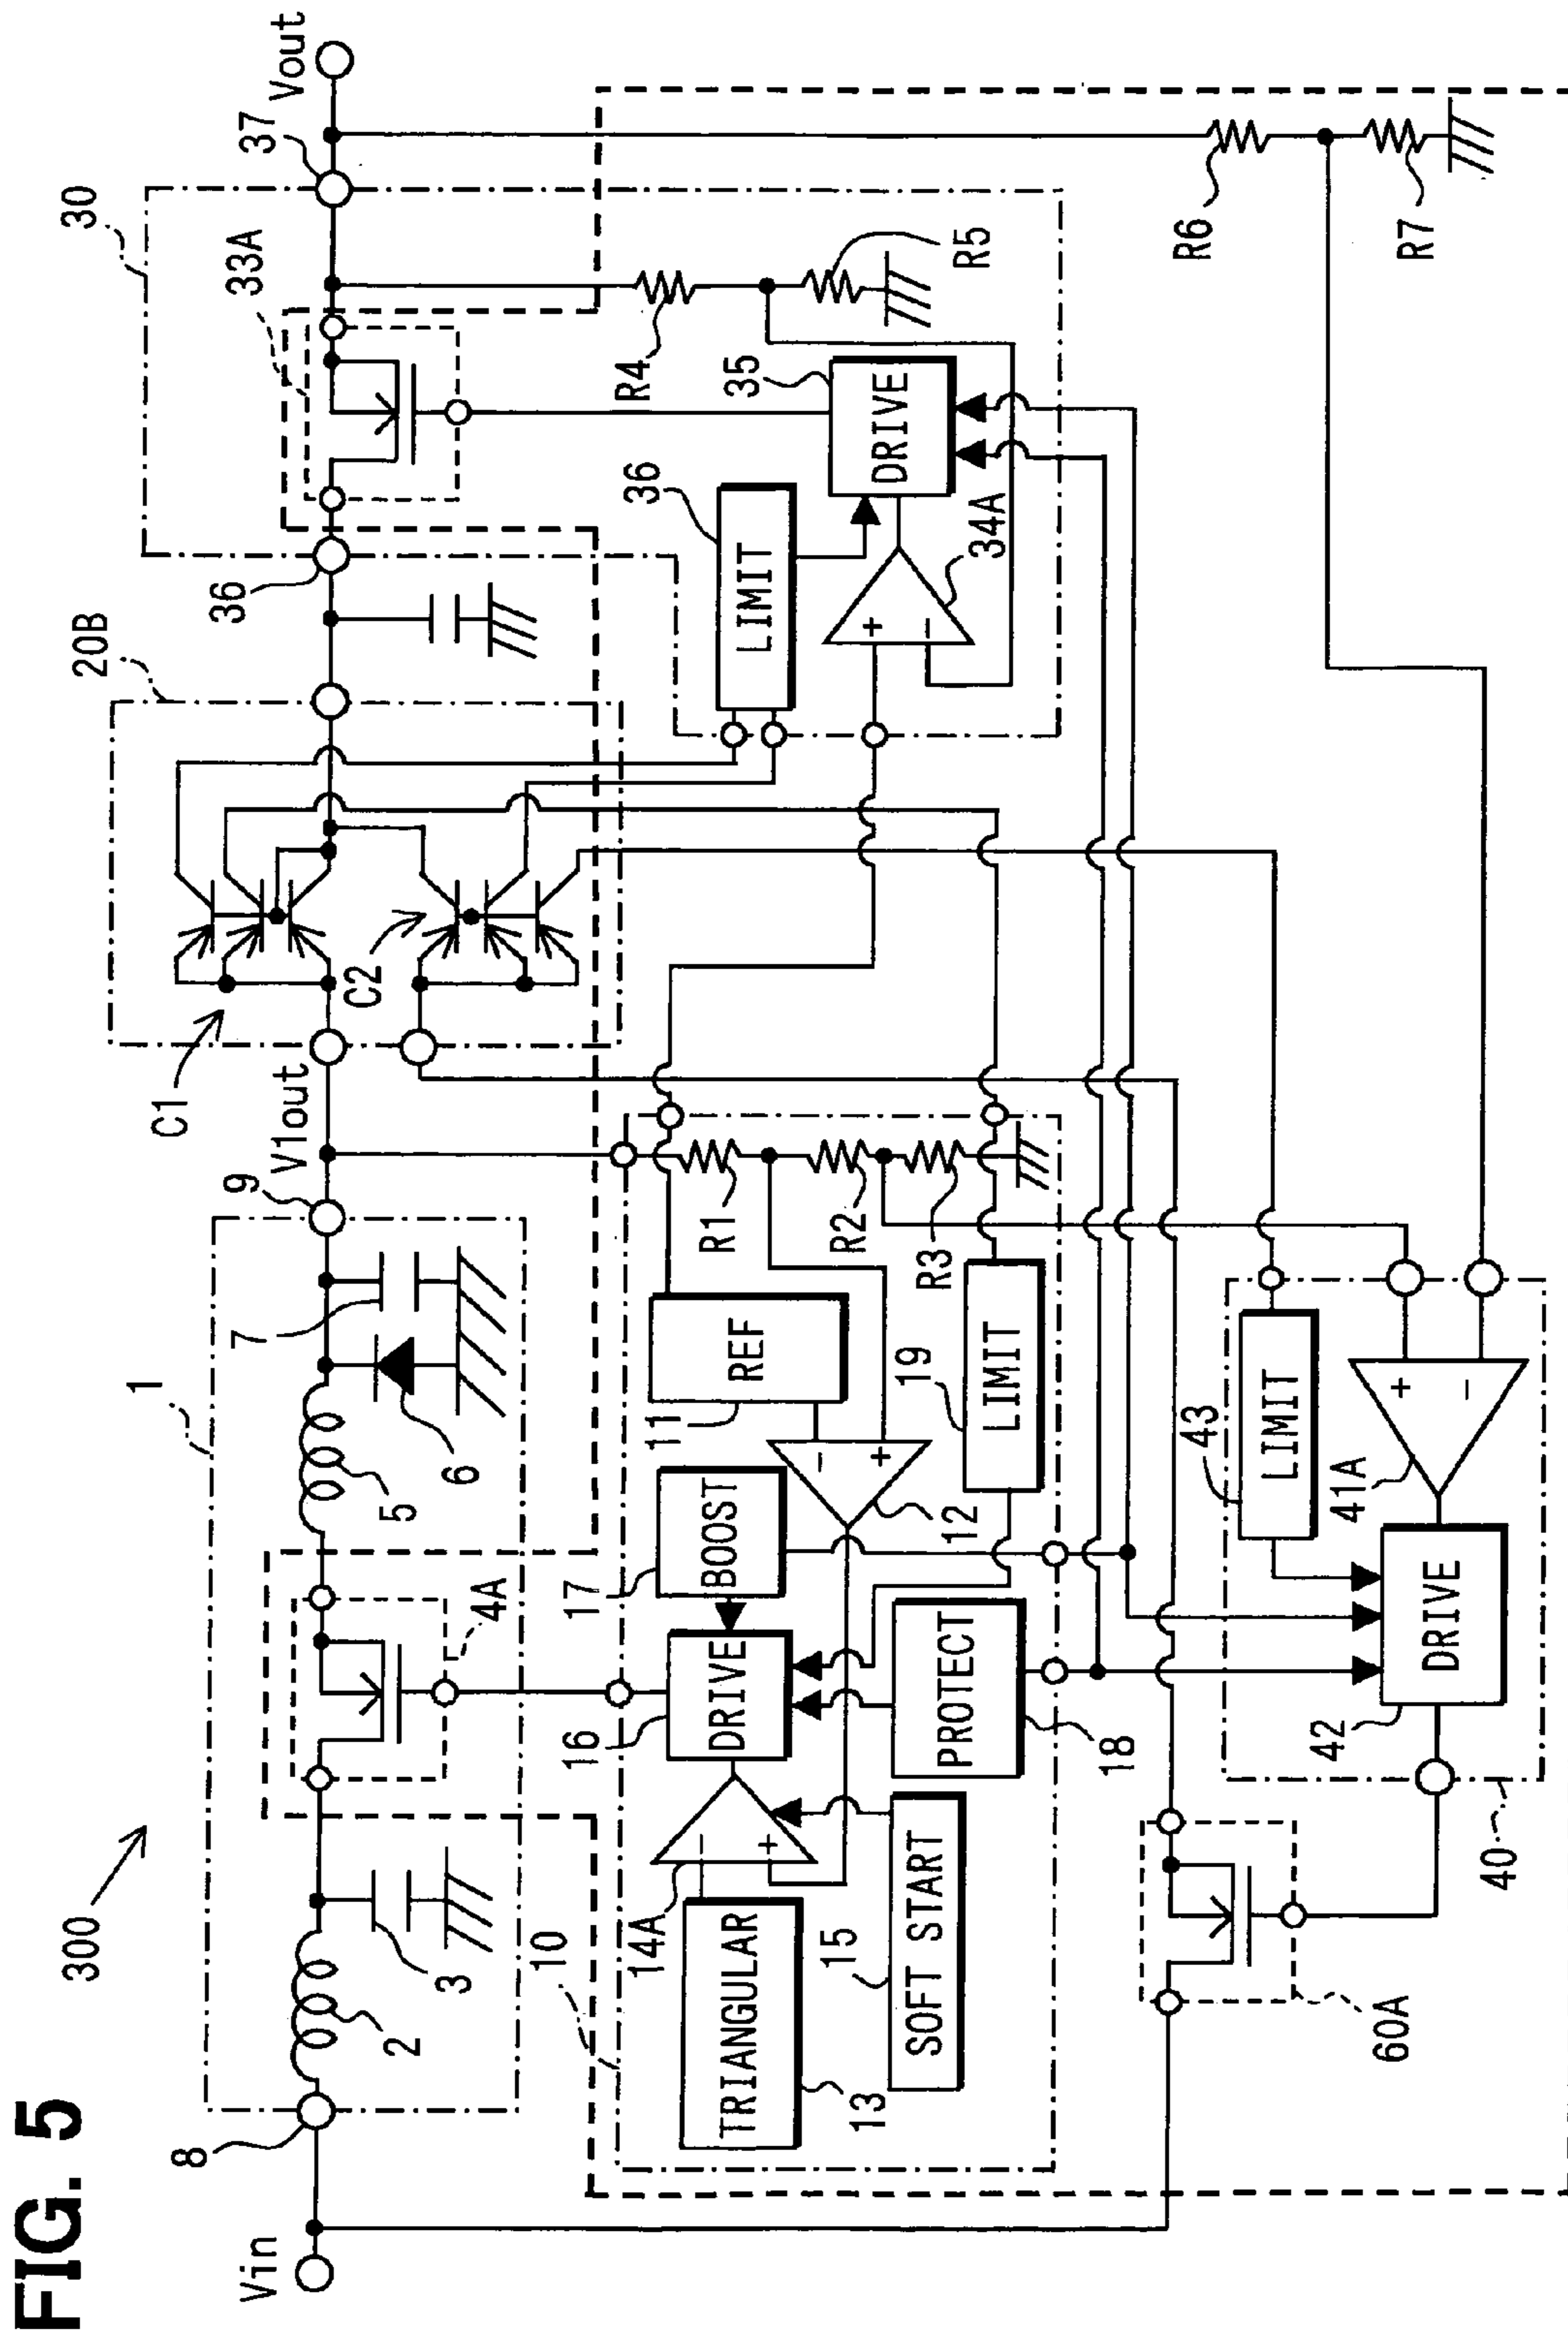 FIG. 5
300
Vin
8
2
3
1
4A
5
6
7
9
V1out
C1
C2
20B
36
30
33A
37
Vout
10
TRIANGULAR
13
14A
−
+
SOFT START
15
DRIVE
16
BOOST
17
PROTECT
18
REF
11
−
+
12
LIMIT
19
R1
R2
R3
LIMIT
36
+
−
34A
DRIVE
35
R4
R5
R6
R7
60A
40
DRIVE
42
LIMIT
43
41A
+
−